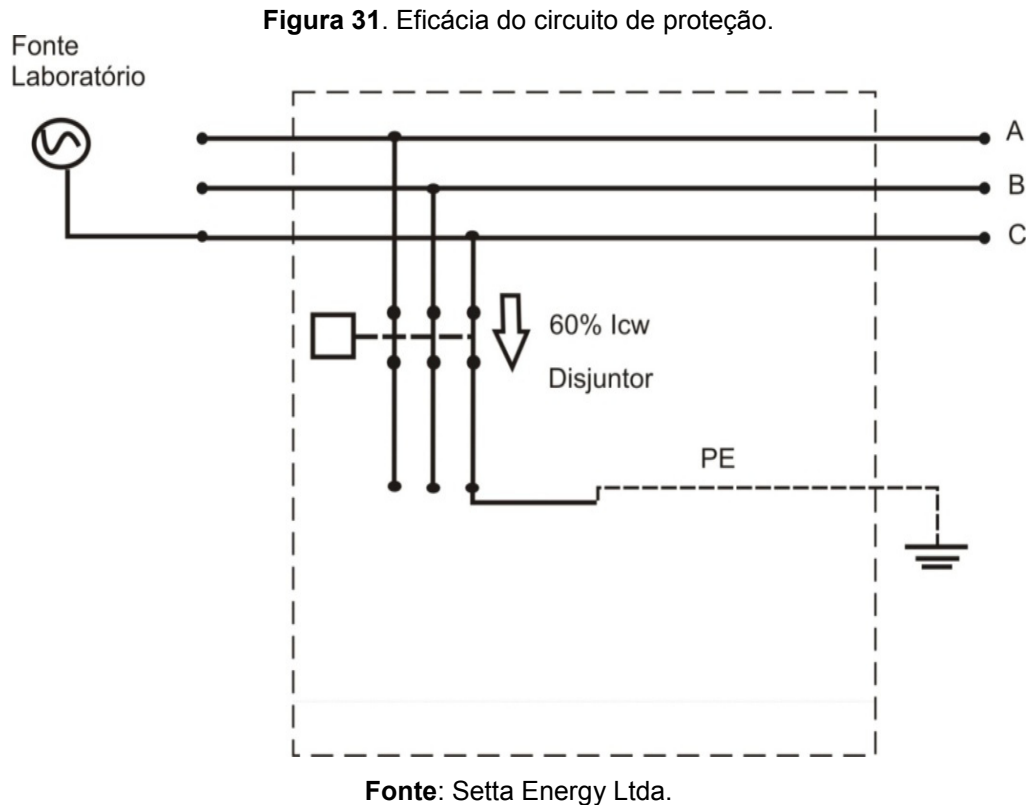 Figura 31. Eficácia do circuito de proteção.
Fonte
Laboratório
A
B
C
60% Icw
Disjuntor
PE
Fonte: Setta Energy Ltda.